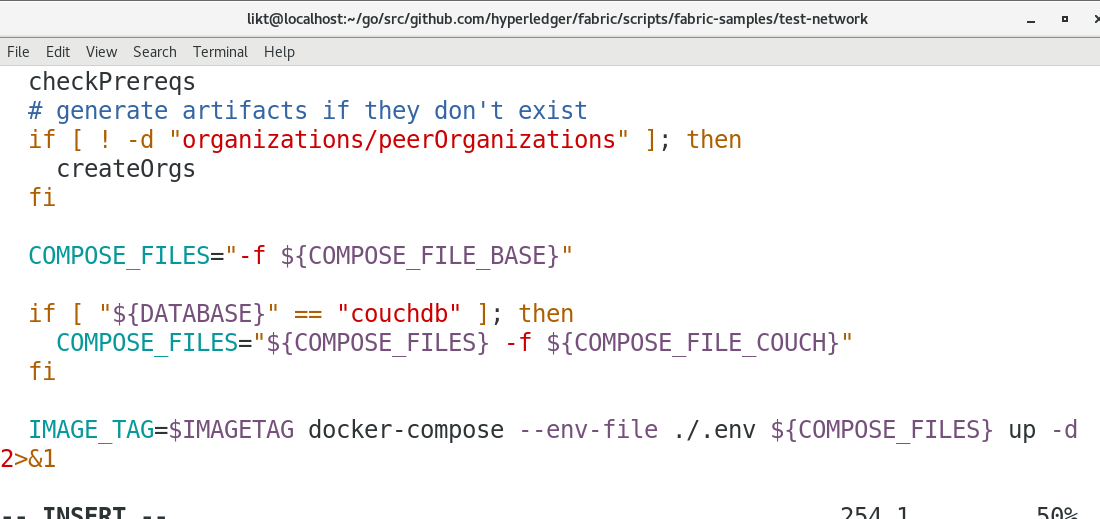 likt@localhost:~/go/src/github.com/hyperledger/fabric/scripts/fabric-samples/test-network
File Edit View Search Terminal Help
checkPrereqs
# generate artifacts if they don't exist
if [ ! -d "organizations/peerOrganizations" ]; then
createOrgs
fi
COMPOSE_FILES="-f ${COMPOSE_FILE_BASE}"
if [ "${DATABASE}" == "couchdb" ]; then
COMPOSE_FILES="${COMPOSE_FILES} -f ${COMPOSE_FILE_COUCH}"
fi
IMAGE_TAG=$IMAGETAG docker-compose --env-file ./.env ${COMPOSE_FILES} up -d
2>&1
-- INSERT -- 254,1 50%